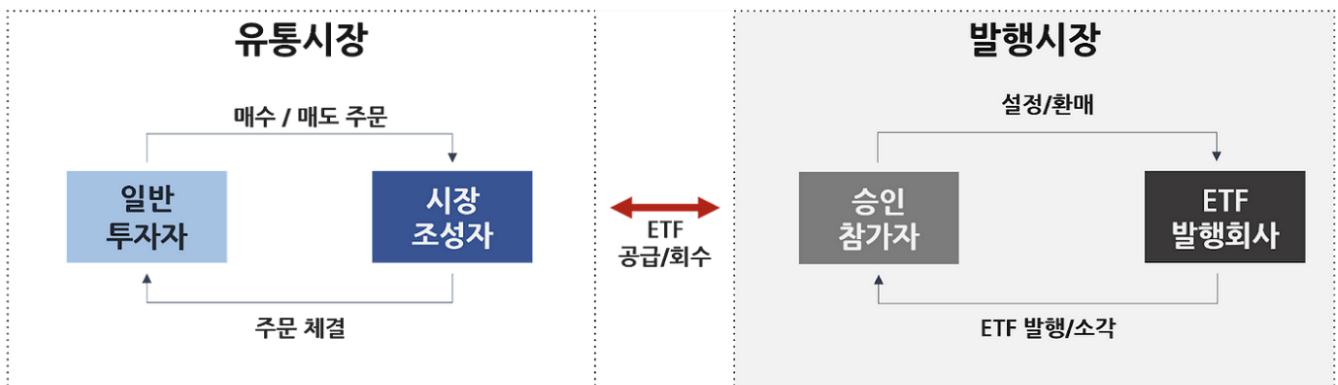 유통시장
매수 / 매도 주문
일반
투자자
시장
조성자
주문 체결
ETF
공급/회수
발행시장
설정/환매
승인
참가자
ETF
발행회사
ETF 발행/소각